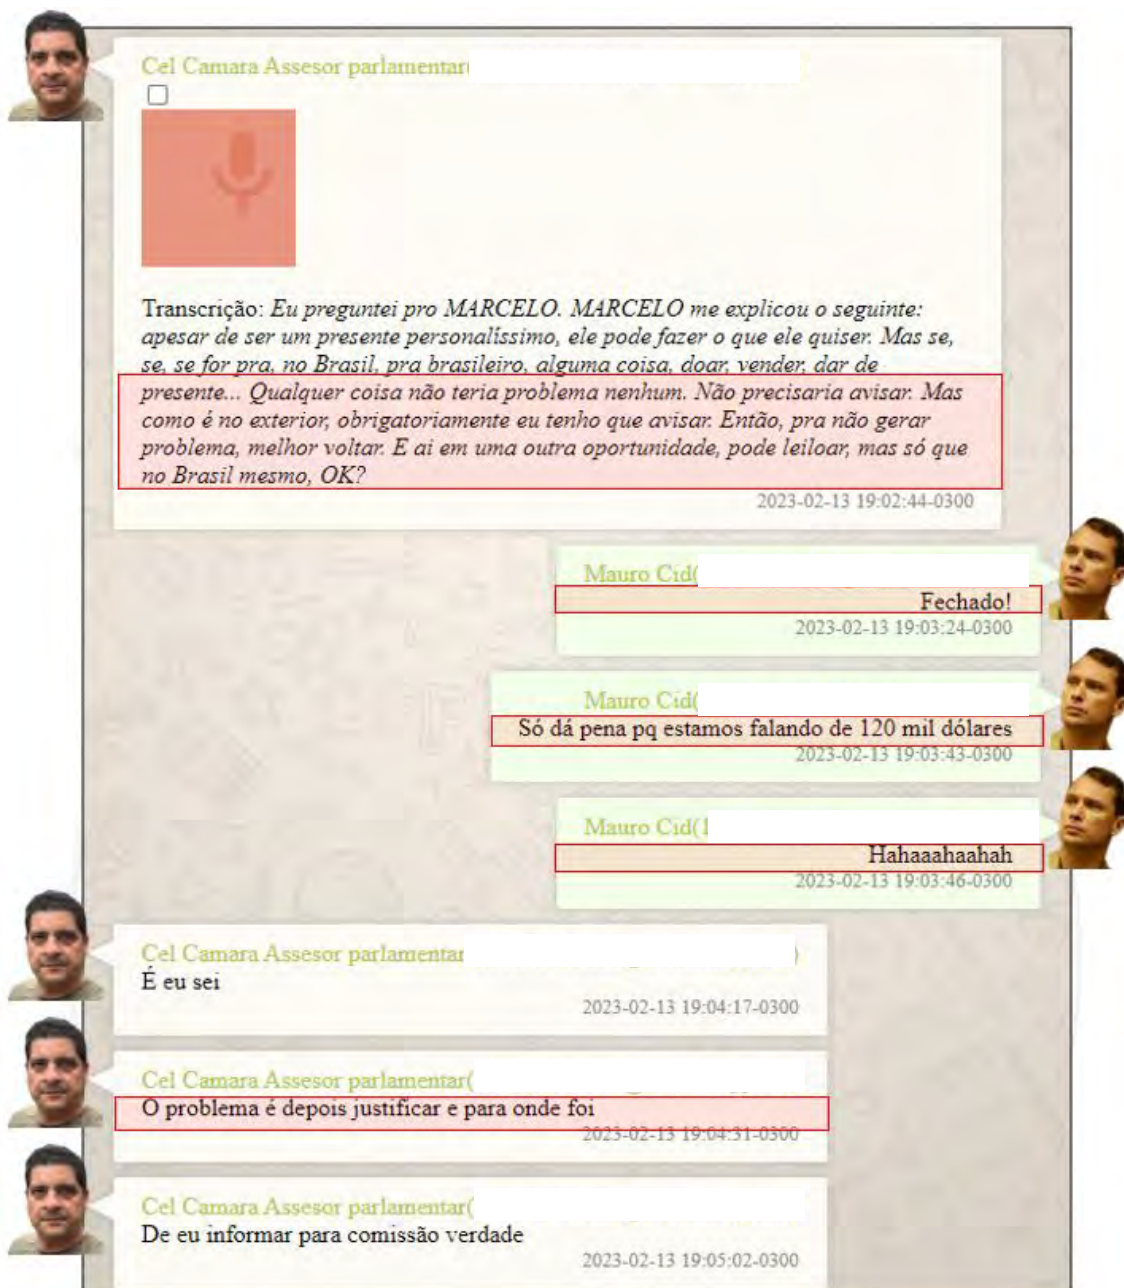 Cel Camara Assesor parlamentar(
Transcrição: Eu preguntei pro MARCELO. MARCELO me explicou o seguinte:
apesar de ser um presente personalíssimo, ele pode fazer o que ele quiser. Mas se,
se, se for pra, no Brasil, pra brasileiro, alguma coisa, doar, vender, dar de
presente... Qualquer coisa não teria problema nenhum. Não precisaria avisar. Mas
como é no exterior, obrigatoriamente eu tenho que avisar. Então, pra não gerar
problema, melhor voltar. E ai em uma outra oportunidade, pode leiloar, mas só que
no Brasil mesmo, OK?
2023-02-13 19:02:44-0300
Mauro Cid(
Fechado!
2023-02-13 19:03:24-0300
Mauro Cid(
Só dá pena pq estamos falando de 120 mil dólares
2023-02-13 19:03:43-0300
Mauro Cid(1
Hahaaahaahah
2023-02-13 19:03:46-0300
Cel Camara Assesor parlamentar )
É eu sei
2023-02-13 19:04:17-0300
Cel Camara Assesor parlamentar(
O problema é depois justificar e para onde foi
2023-02-13 19:04:31-0300
Cel Camara Assesor parlamentar(
De eu informar para comissão verdade
2023-02-13 19:05:02-0300